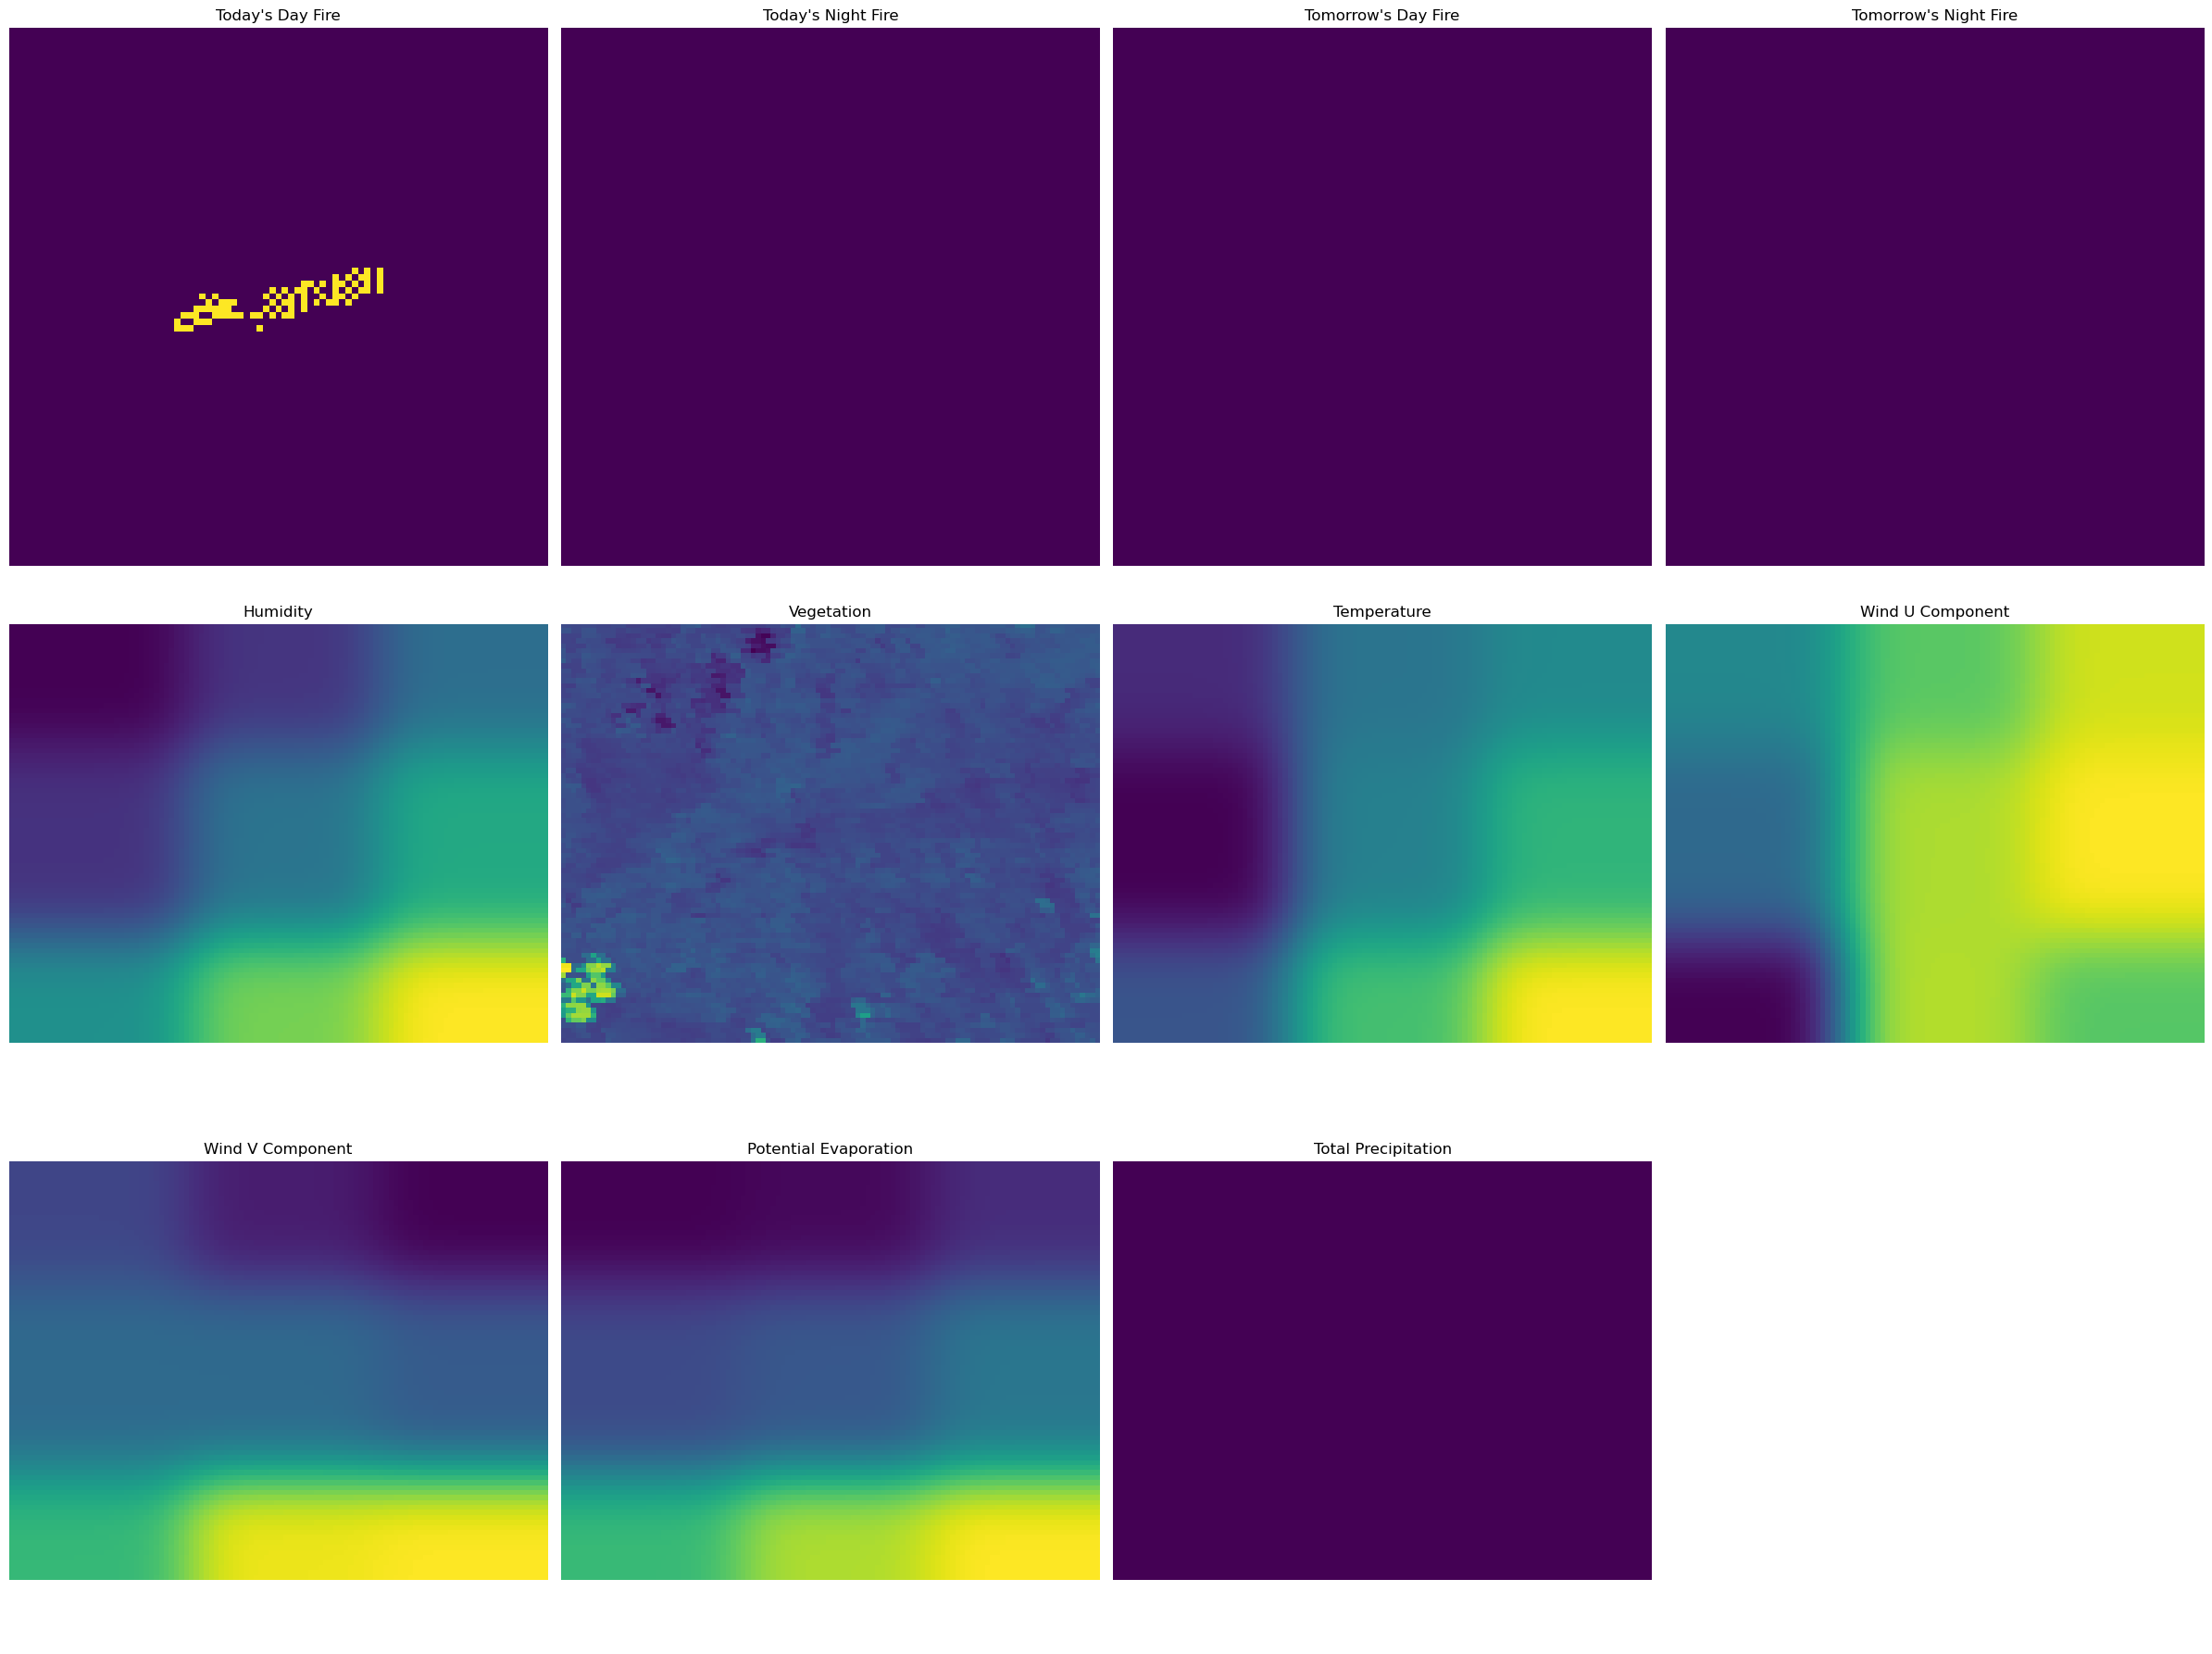 Today's Day Fire
Today's Night Fire
Tomorrow's Day Fire
Tomorrow's Night Fire
Humidity
Vegetation
Temperature
Wind U Component
Wind V Component
Potential Evaporation
Total Precipitation